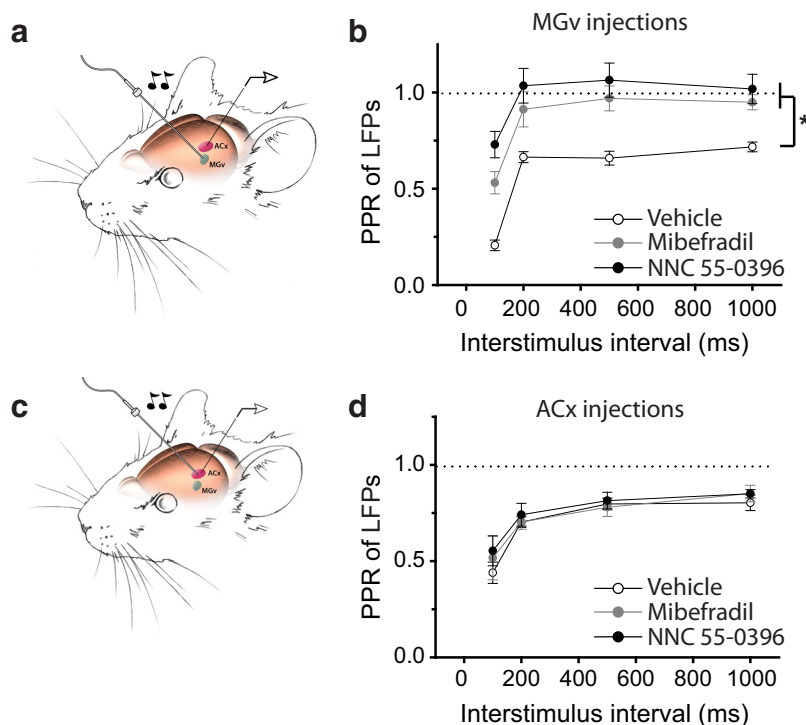 a
ACx
MGv
b
MGv injections
PPR of LFPs
1.0
0.5
0.0
*
Vehicle
Mibefradil
NNC 55-0396
0 200 400 600 800 1000
Interstimulus interval (ms)
c
ACx
MGv
d
ACx injections
PPR of LFPs
1.0
0.5
0.0
Vehicle
Mibefradil
NNC 55-0396
0 200 400 600 800 1000
Interstimulus interval (ms)